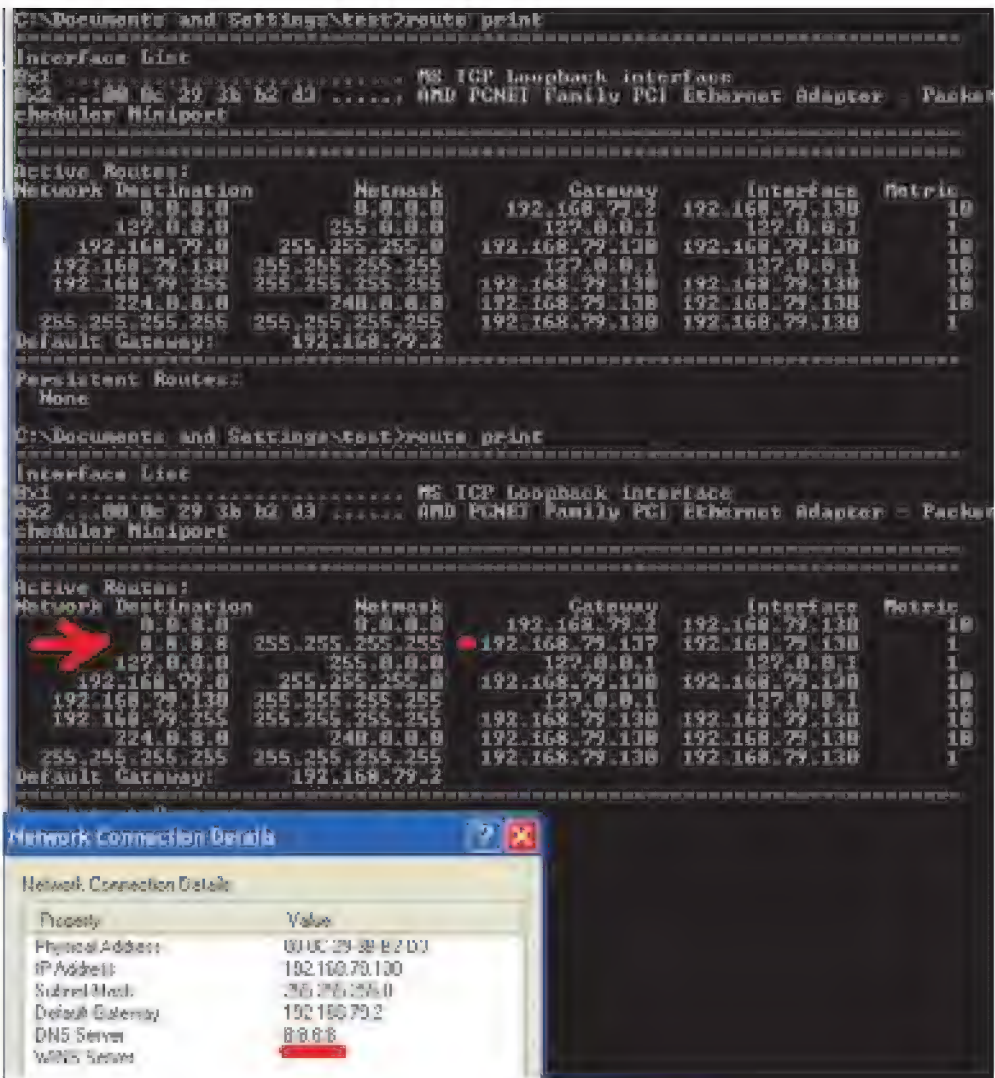 C:\Documents and Settings\test>route print
Interface List
0x1 ........................... MS TCP Loopback interface
0x2 ...00 0c 29 3b b2 d3 ...... AMD PCNET Family PCI Ethernet Adapter - Packet
cheduler Miniport
Active Routes:
Network Destination Netmask Gateway Interface Metric
0.0.0.0 0.0.0.0 192.168.79.2 192.168.79.130 10
127.0.0.0 255.0.0.0 127.0.0.1 127.0.0.1 1
192.168.79.0 255.255.255.0 192.168.79.130 192.168.79.130 10
192.168.79.130 255.255.255.255 127.0.0.1 127.0.0.1 10
192.168.79.255 255.255.255.255 192.168.79.130 192.168.79.130 10
224.0.0.0 240.0.0.0 192.168.79.130 192.168.79.130 10
255.255.255.255 255.255.255.255 192.168.79.130 192.168.79.130 1
Default Gateway: 192.168.79.2
Persistent Routes:
None
C:\Documents and Settings\test>route print
Interface List
0x1 ........................... MS TCP Loopback interface
0x2 ...00 0c 29 3b b2 d3 ...... AMD PCNET Family PCI Ethernet Adapter - Packet
cheduler Miniport
Active Routes:
Network Destination Netmask Gateway Interface Metric
0.0.0.0 0.0.0.0 192.168.79.2 192.168.79.130 10
8.8.8.8 255.255.255.255 192.168.79.137 192.168.79.130 1
127.0.0.0 255.0.0.0 127.0.0.1 127.0.0.1 1
192.168.79.0 255.255.255.0 192.168.79.130 192.168.79.130 10
192.168.79.130 255.255.255.255 127.0.0.1 127.0.0.1 10
192.168.79.255 255.255.255.255 192.168.79.130 192.168.79.130 10
224.0.0.0 240.0.0.0 192.168.79.130 192.168.79.130 10
255.255.255.255 255.255.255.255 192.168.79.130 192.168.79.130 1
Default Gateway: 192.168.79.2
Network Connection Details
Network Connection Details:
Property Value
Physical Address 00-0C-29-3B-B2-D3
IP Address 192.168.79.130
Subnet Mask 255.255.255.0
Default Gateway 192.168.79.2
DNS Server 8.8.8.8
WINS Server